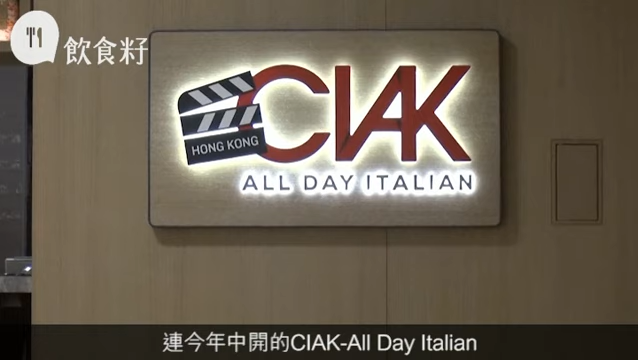 飲食籽
CIAK
HONG KONG
ALL DAY ITALIAN
連今年中開的CIAK-All Day Italian